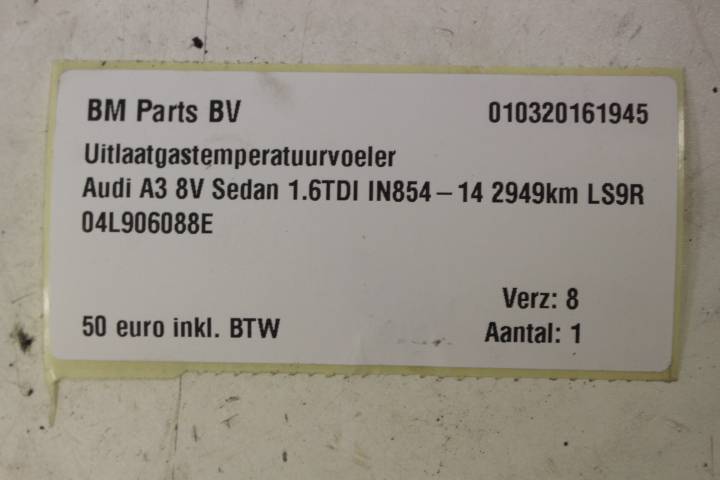 BM Parts BV 010320161945
Uitlaatgastemperatuurvoeler
Audi A3 8V Sedan 1.6TDI IN854-14 2949km LS9R
04L906088E
Verz: 8
50 euro inkl. BTW Aantal: 1